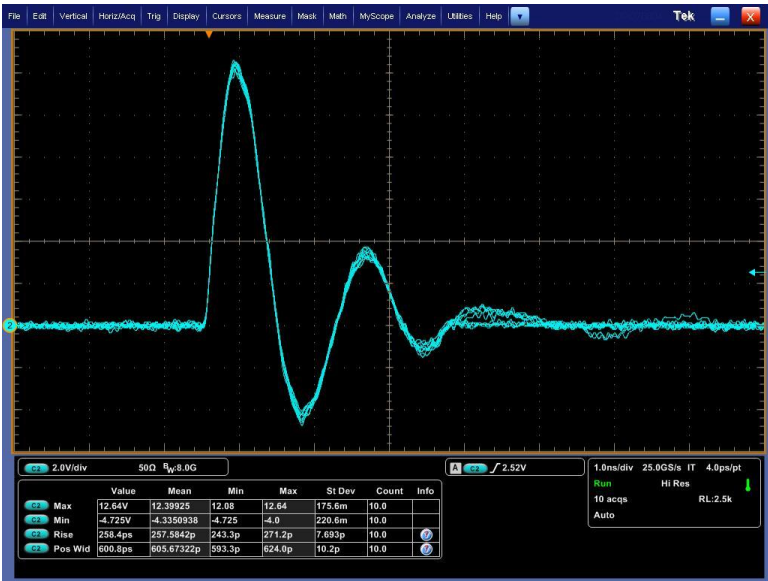 File Edit Vertical Horiz/Acq Trig Display Cursors Measure Mask Math MyScope Analyze Utilities Help Tek X
2
C2 2.0V/div 50Ω BW:8.0G
A C2 2.52V
1.0ns/div 25.0GS/s IT 4.0ps/pt
Run Hi Res
10 acqs RL:2.5k
Auto
Value Mean Min Max St Dev Count Info
C2 Max 12.64V 12.39925 12.08 12.64 175.6m 10.0
C2 Min -4.725V -4.3350938 -4.725 -4.0 220.6m 10.0
C2 Rise 258.4ps 257.5842p 243.3p 271.2p 7.693p 10.0
C2 Pos Wid 600.8ps 605.67322p 593.3p 624.0p 10.2p 10.0